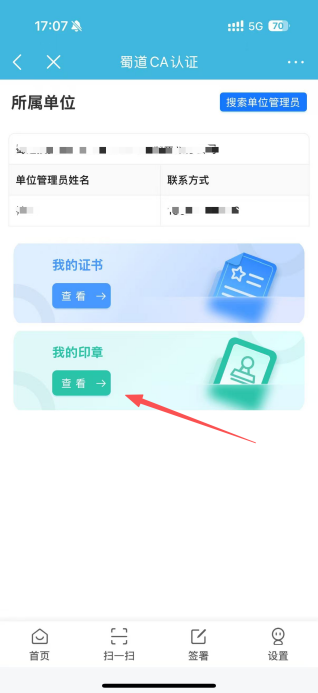 17:07
5G
70
蜀道CA认证
所属单位
搜索单位管理员
单位管理员姓名
联系方式
我的证书
查看
我的印章
查看
首页
扫一扫
签署
设置